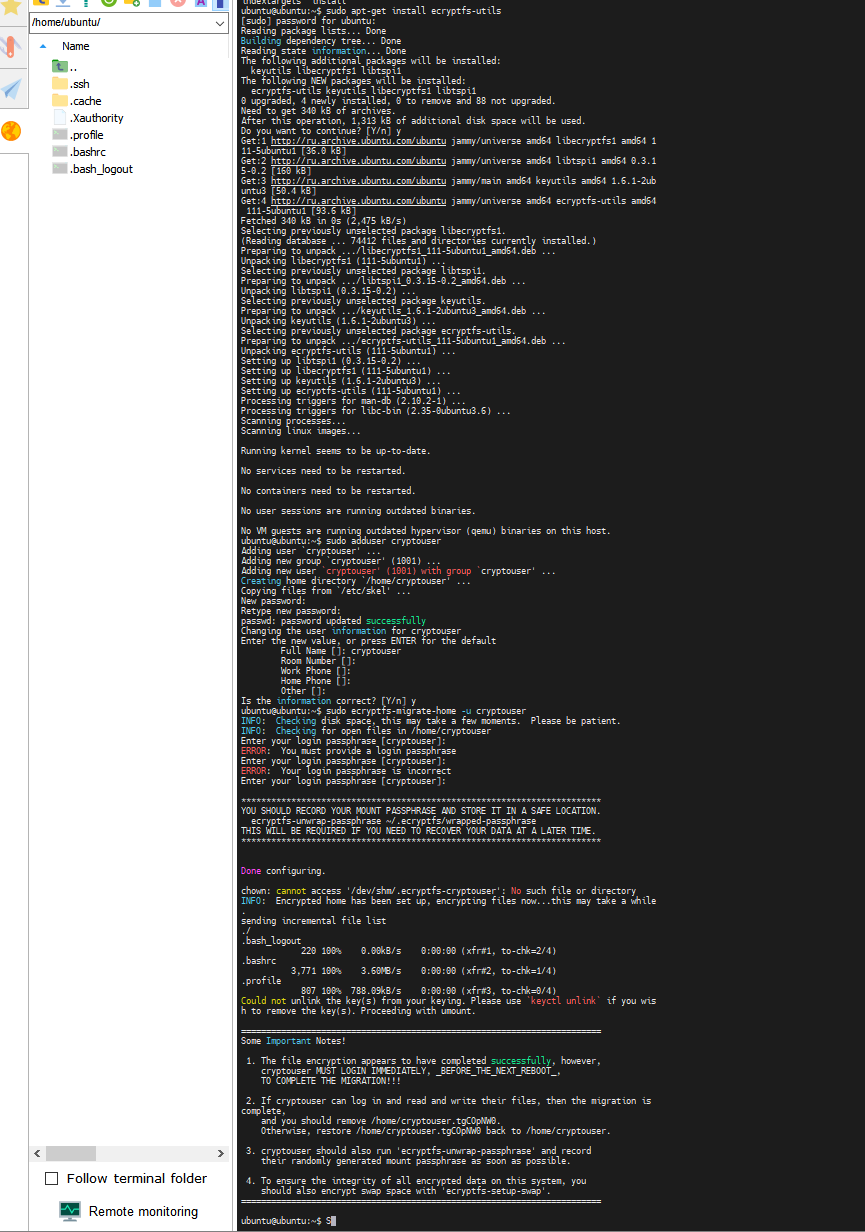 /home/ubuntu/
Name
..
.ssh
.cache
.Xauthority
.profile
.bashrc
.bash_logout
Follow terminal folder
Remote monitoring
indextargets install
ubuntu@ubuntu:~$ sudo apt-get install ecryptfs-utils
[sudo] password for ubuntu:
Reading package lists... Done
Building dependency tree... Done
Reading state information... Done
The following additional packages will be installed:
  keyutils libecryptfs1 libtspi1
The following NEW packages will be installed:
  ecryptfs-utils keyutils libecryptfs1 libtspi1
0 upgraded, 4 newly installed, 0 to remove and 88 not upgraded.
Need to get 340 kB of archives.
After this operation, 1,313 kB of additional disk space will be used.
Do you want to continue? [Y/n] y
Get:1 http://ru.archive.ubuntu.com/ubuntu jammy/universe amd64 libecryptfs1 amd64 1
11-5ubuntu1 [36.0 kB]
Get:2 http://ru.archive.ubuntu.com/ubuntu jammy/universe amd64 libtspi1 amd64 0.3.1
5-0.2 [160 kB]
Get:3 http://ru.archive.ubuntu.com/ubuntu jammy/main amd64 keyutils amd64 1.6.1-2ub
untu3 [50.4 kB]
Get:4 http://ru.archive.ubuntu.com/ubuntu jammy/universe amd64 ecryptfs-utils amd64
 111-5ubuntu1 [93.6 kB]
Fetched 340 kB in 0s (2,475 kB/s)
Selecting previously unselected package libecryptfs1.
(Reading database ... 74412 files and directories currently installed.)
Preparing to unpack .../libecryptfs1_111-5ubuntu1_amd64.deb ...
Unpacking libecryptfs1 (111-5ubuntu1) ...
Selecting previously unselected package libtspi1.
Preparing to unpack .../libtspi1_0.3.15-0.2_amd64.deb ...
Unpacking libtspi1 (0.3.15-0.2) ...
Selecting previously unselected package keyutils.
Preparing to unpack .../keyutils_1.6.1-2ubuntu3_amd64.deb ...
Unpacking keyutils (1.6.1-2ubuntu3) ...
Selecting previously unselected package ecryptfs-utils.
Preparing to unpack .../ecryptfs-utils_111-5ubuntu1_amd64.deb ...
Unpacking ecryptfs-utils (111-5ubuntu1) ...
Setting up libtspi1 (0.3.15-0.2) ...
Setting up libecryptfs1 (111-5ubuntu1) ...
Setting up keyutils (1.6.1-2ubuntu3) ...
Setting up ecryptfs-utils (111-5ubuntu1) ...
Processing triggers for man-db (2.10.2-1) ...
Processing triggers for libc-bin (2.35-0ubuntu3.6) ...
Scanning processes...
Scanning linux images...
Running kernel seems to be up-to-date.
No services need to be restarted.
No containers need to be restarted.
No user sessions are running outdated binaries.
No VM guests are running outdated hypervisor (qemu) binaries on this host.
ubuntu@ubuntu:~$ sudo adduser cryptouser
Adding user `cryptouser' ...
Adding new group `cryptouser' (1001) ...
Adding new user `cryptouser' (1001) with group `cryptouser' ...
Creating home directory `/home/cryptouser' ...
Copying files from `/etc/skel' ...
New password:
Retype new password:
passwd: password updated successfully
Changing the user information for cryptouser
Enter the new value, or press ENTER for the default
        Full Name []: cryptouser
        Room Number []:
        Work Phone []:
        Home Phone []:
        Other []:
Is the information correct? [Y/n] y
ubuntu@ubuntu:~$ sudo ecryptfs-migrate-home -u cryptouser
INFO:  Checking disk space, this may take a few moments.  Please be patient.
INFO:  Checking for open files in /home/cryptouser
Enter your login passphrase [cryptouser]:
ERROR:  You must provide a login passphrase
Enter your login passphrase [cryptouser]:
ERROR:  Your login passphrase is incorrect
Enter your login passphrase [cryptouser]:
************************************************************************
YOU SHOULD RECORD YOUR MOUNT PASSPHRASE AND STORE IT IN A SAFE LOCATION.
  ecryptfs-unwrap-passphrase ~/.ecryptfs/wrapped-passphrase
THIS WILL BE REQUIRED IF YOU NEED TO RECOVER YOUR DATA AT A LATER TIME.
************************************************************************
Done configuring.
chown: cannot access '/dev/shm/.ecryptfs-cryptouser': No such file or directory
INFO:  Encrypted home has been set up, encrypting files now...this may take a while
.
sending incremental file list
./
.bash_logout
            220 100%    0.00kB/s    0:00:00 (xfr#1, to-chk=2/4)
.bashrc
          3,771 100%    3.60MB/s    0:00:00 (xfr#2, to-chk=1/4)
.profile
            807 100%  788.09kB/s    0:00:00 (xfr#3, to-chk=0/4)
Could not unlink the key(s) from your keying. Please use `keyctl unlink` if you wis
h to remove the key(s). Proceeding with umount.
========================================================================
Some Important Notes!
 1. The file encryption appears to have completed successfully, however,
    cryptouser MUST LOGIN IMMEDIATELY, _BEFORE_THE_NEXT_REBOOT_,
    TO COMPLETE THE MIGRATION!!!
 2. If cryptouser can log in and read and write their files, then the migration is
complete,
    and you should remove /home/cryptouser.tgCOpNW0.
    Otherwise, restore /home/cryptouser.tgCOpNW0 back to /home/cryptouser.
 3. cryptouser should also run 'ecryptfs-unwrap-passphrase' and record
    their randomly generated mount passphrase as soon as possible.
 4. To ensure the integrity of all encrypted data on this system, you
    should also encrypt swap space with 'ecryptfs-setup-swap'.
========================================================================
ubuntu@ubuntu:~$ S